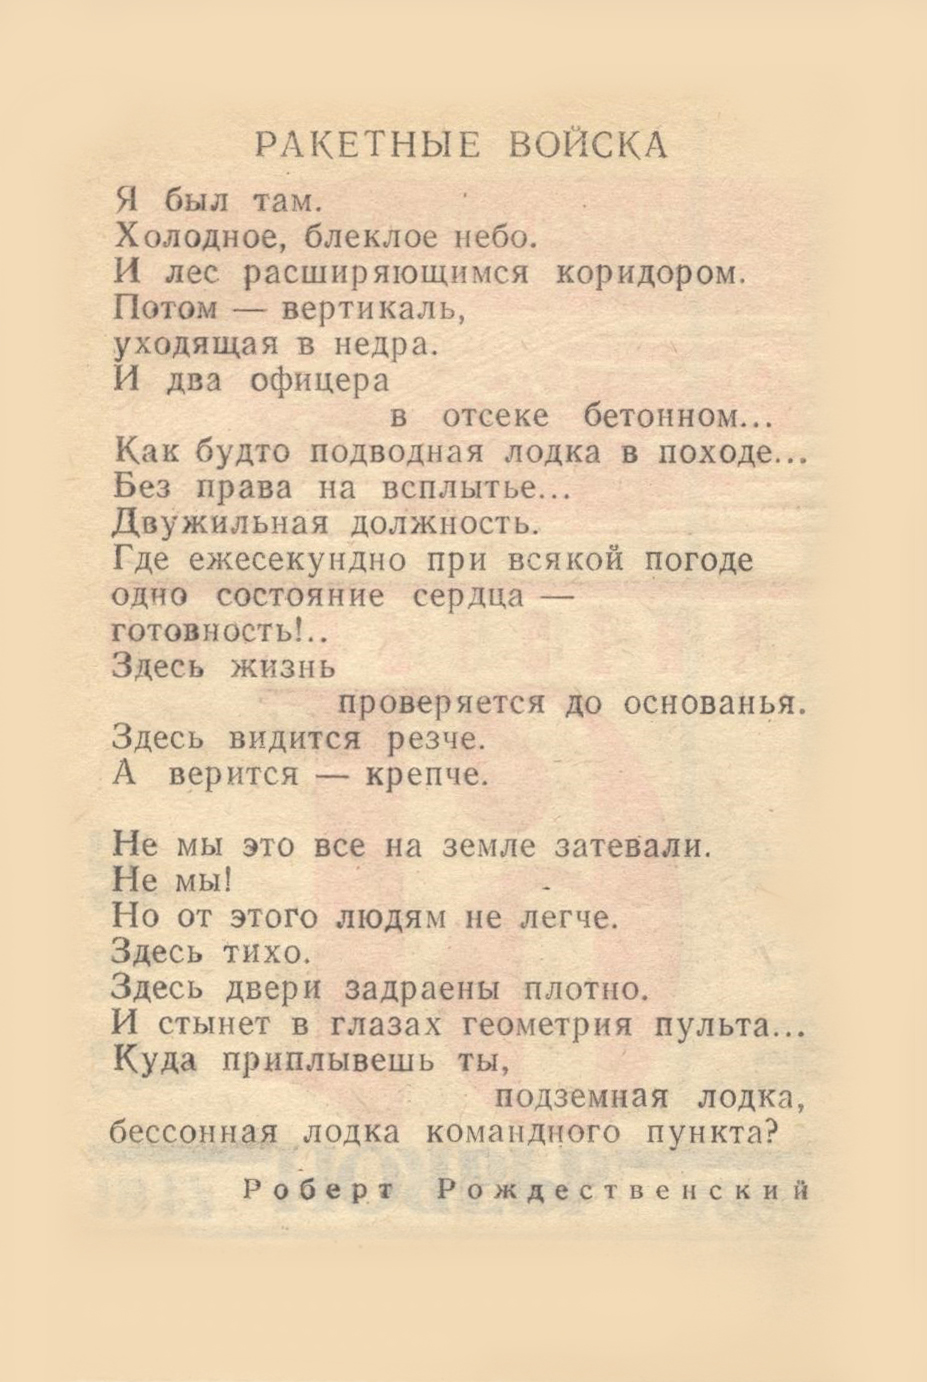 РАКЕТНЫЕ ВОЙСКА
Я был там.
Холодное, блеклое небо.
И лес расширяющимся коридором.
Потом — вертикаль,
уходящая в недра.
И два офицера
в отсеке бетонном...
Как будто подводная лодка в походе...
Без права на всплытье...
Двужильная должность.
Где ежесекундно при всякой погоде
одно состояние сердца —
готовность!..
Здесь жизнь
проверяется до основанья.
Здесь видится резче.
А верится — крепче.
Не мы это все на земле затевали.
Не мы!
Но от этого людям не легче.
Здесь тихо.
Здесь двери задраены плотно.
И стынет в глазах геометрия пульта...
Куда приплывешь ты,
подземная лодка,
бессонная лодка командного пункта?
Роберт Рождественский